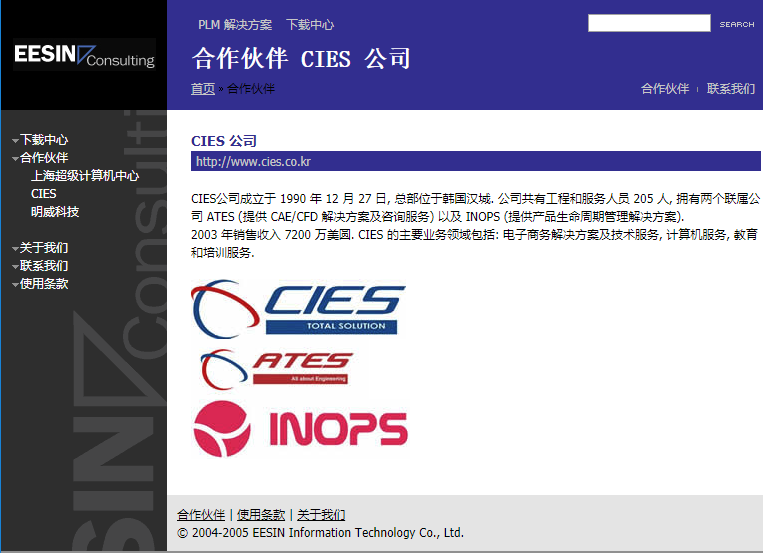 EESIN Consulting
PLM 解决方案 下载中心
SEARCH
合作伙伴 CIES 公司
首页 » 合作伙伴
合作伙伴 | 联系我们
下载中心
合作伙伴
上海超级计算机中心
CIES
明威科技
关于我们
联系我们
使用条款
EESIN Consulti
CIES 公司
http://www.cies.co.kr
CIES公司成立于 1990 年 12 月 27 日, 总部位于韩国汉城. 公司共有工程和服务人员 205 人, 拥有两个联属公
司 ATES (提供 CAE/CFD 解决方案及咨询服务) 以及 INOPS (提供产品生命周期管理解决方案).
2003 年销售收入 7200 万美圆. CIES 的主要业务领域包括: 电子商务解决方案及技术服务, 计算机服务, 教育
和培训服务.
CIES
TOTAL SOLUTION
ATES
All about Engineering
INOPS
合作伙伴 | 使用条款 | 关于我们
© 2004-2005 EESIN Information Technology Co., Ltd.